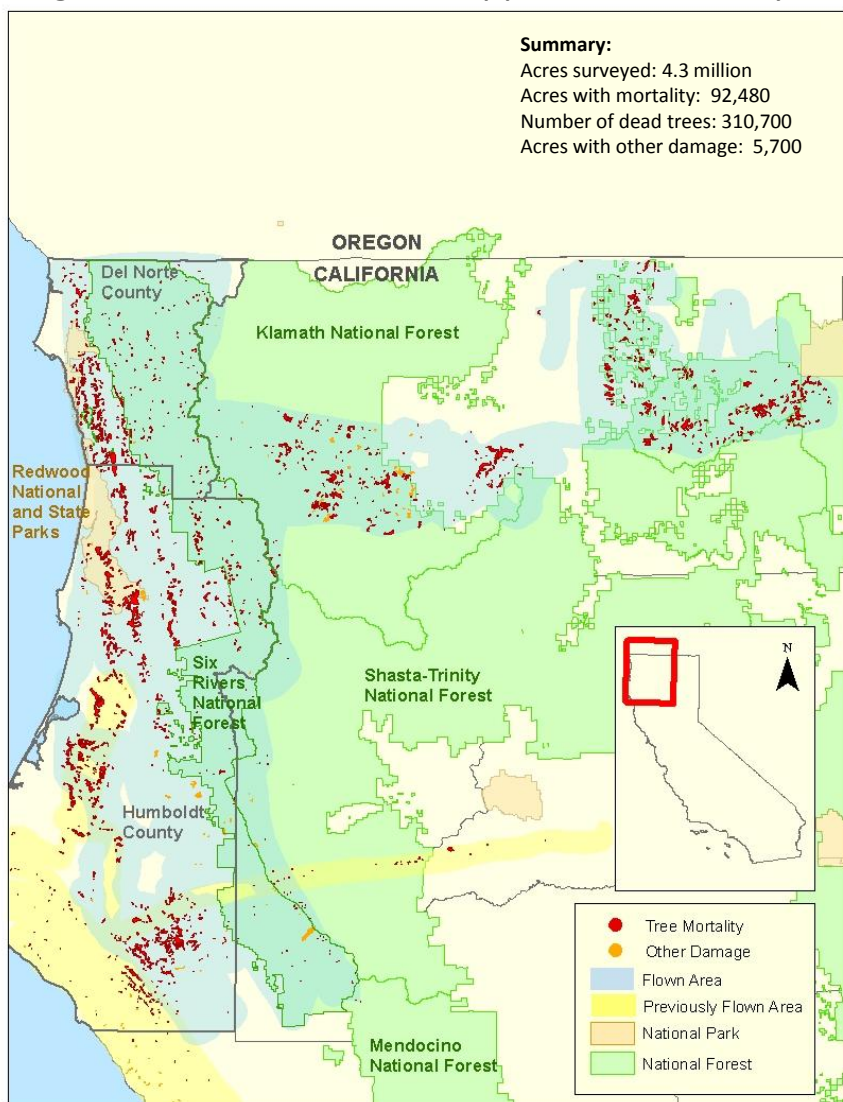 Summary:
Acres surveyed: 4.3 million
Acres with mortality: 92,480
Number of dead trees: 310,700
Acres with other damage: 5,700
OREGON
CALIFORNIA
Del Norte
County
Klamath National Forest
Redwood
National
and State
Parks
Six
Rivers
National
Forest
Shasta-Trinity
National Forest
N
Humboldt
County
Mendocino
National Forest
Tree Mortality
Other Damage
Flown Area
Previously Flown Area
National Park
National Forest